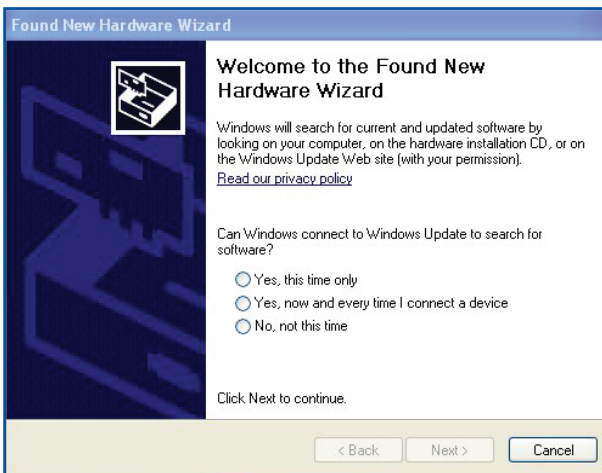 Found New Hardware Wizard
Welcome to the Found New
Hardware Wizard
Windows will search for current and updated software by
looking on your computer, on the hardware installation CD, or on
the Windows Update Web site (with your permission).
Read our privacy policy
Can Windows connect to Windows Update to search for
software?
Yes, this time only
Yes, now and every time I connect a device
No, not this time
Click Next to continue.
< Back Next > Cancel